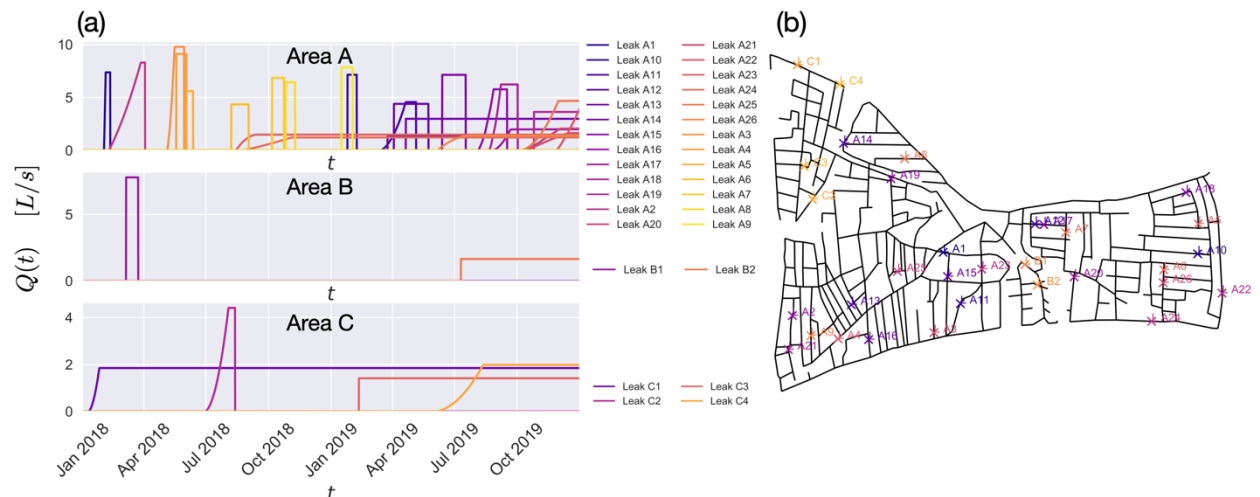 (a)
Area A
10
5
0
t
Area B
5
0
t
Area C
4
2
0
Q(t) [L/s]
Jan 2018
Apr 2018
Jul 2018
Oct 2018
Jan 2019
Apr 2019
Jul 2019
Oct 2019
t
Leak A1
Leak A10
Leak A11
Leak A12
Leak A13
Leak A14
Leak A15
Leak A16
Leak A17
Leak A18
Leak A19
Leak A2
Leak A20
Leak A21
Leak A22
Leak A23
Leak A24
Leak A25
Leak A26
Leak A3
Leak A4
Leak A5
Leak A6
Leak A7
Leak A8
Leak A9
Leak B1
Leak B2
Leak C1
Leak C2
Leak C3
Leak C4
(b)
C1
C4
A14
A8
C3
A19
C2
A18
A5
A7
A1
A10
B1
A23
A6
A15
A20
A26
B2
A22
A13
A11
A2
A24
A9
A4
A16
A21